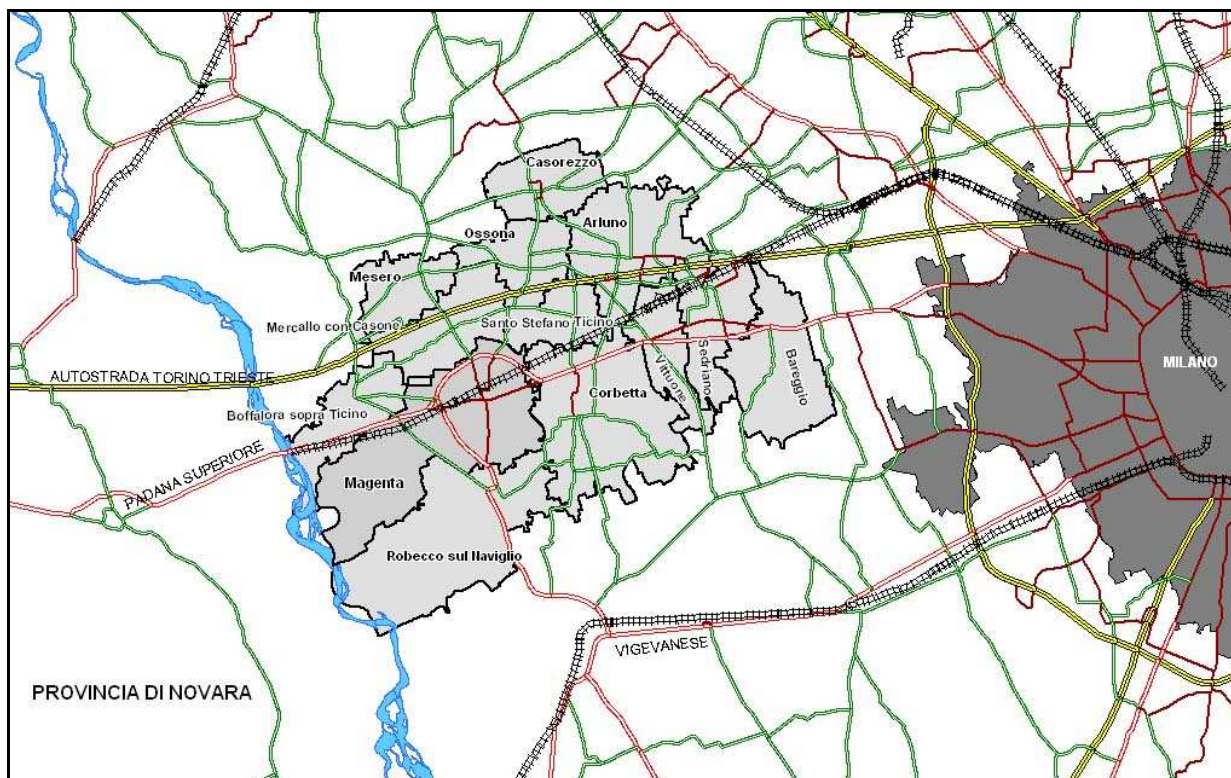 Casorezzo
Arluno
Ossona
Mesero
Mercallo con Casone
Santo Stefano Ticino
AUTOSTRADA TORINO TRIESTE
Vittuone
Sedriano
Bareggio
MILANO
Corbetta
Boffalora sopra Ticino
PADANA SUPERIORE
Magenta
Robecco sul Naviglio
VIGEVANESE
PROVINCIA DI NOVARA